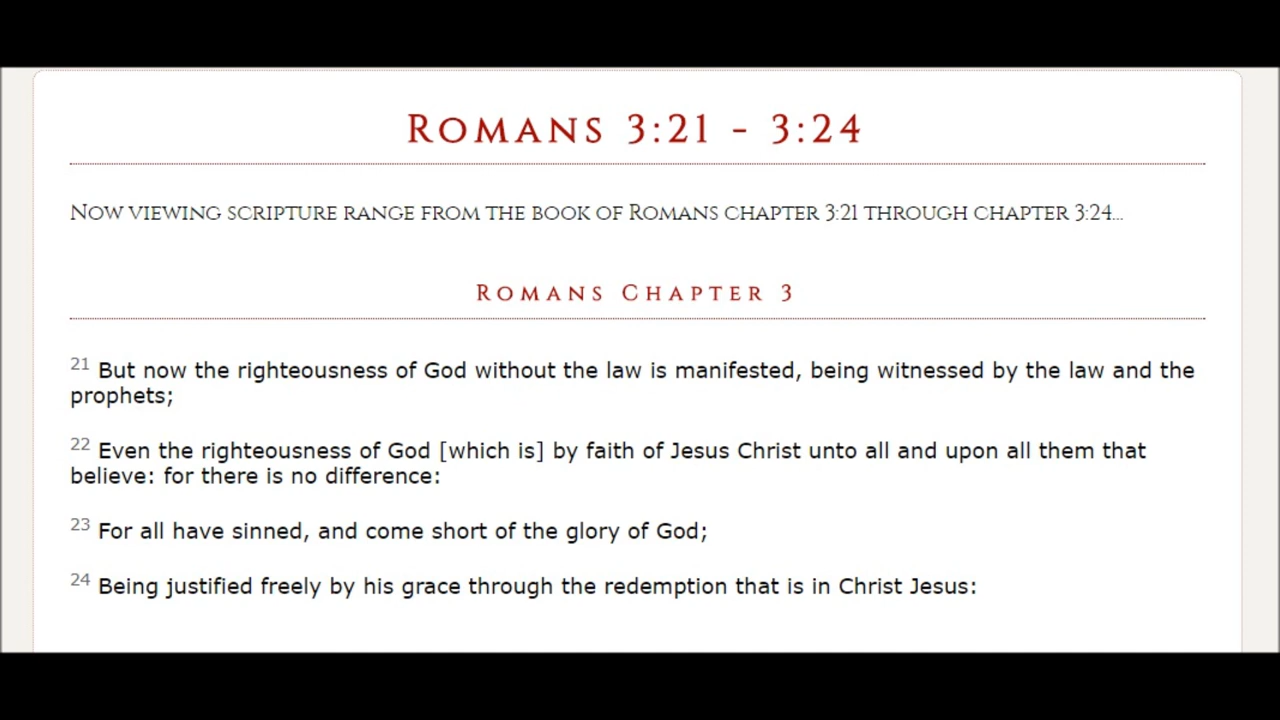 Romans 3:21 - 3:24
Now viewing scripture range from the book of Romans chapter 3:21 through chapter 3:24...
Romans Chapter 3
21 But now the righteousness of God without the law is manifested, being witnessed by the law and the
prophets;
22 Even the righteousness of God [which is] by faith of Jesus Christ unto all and upon all them that
believe: for there is no difference:
23 For all have sinned, and come short of the glory of God;
24 Being justified freely by his grace through the redemption that is in Christ Jesus: